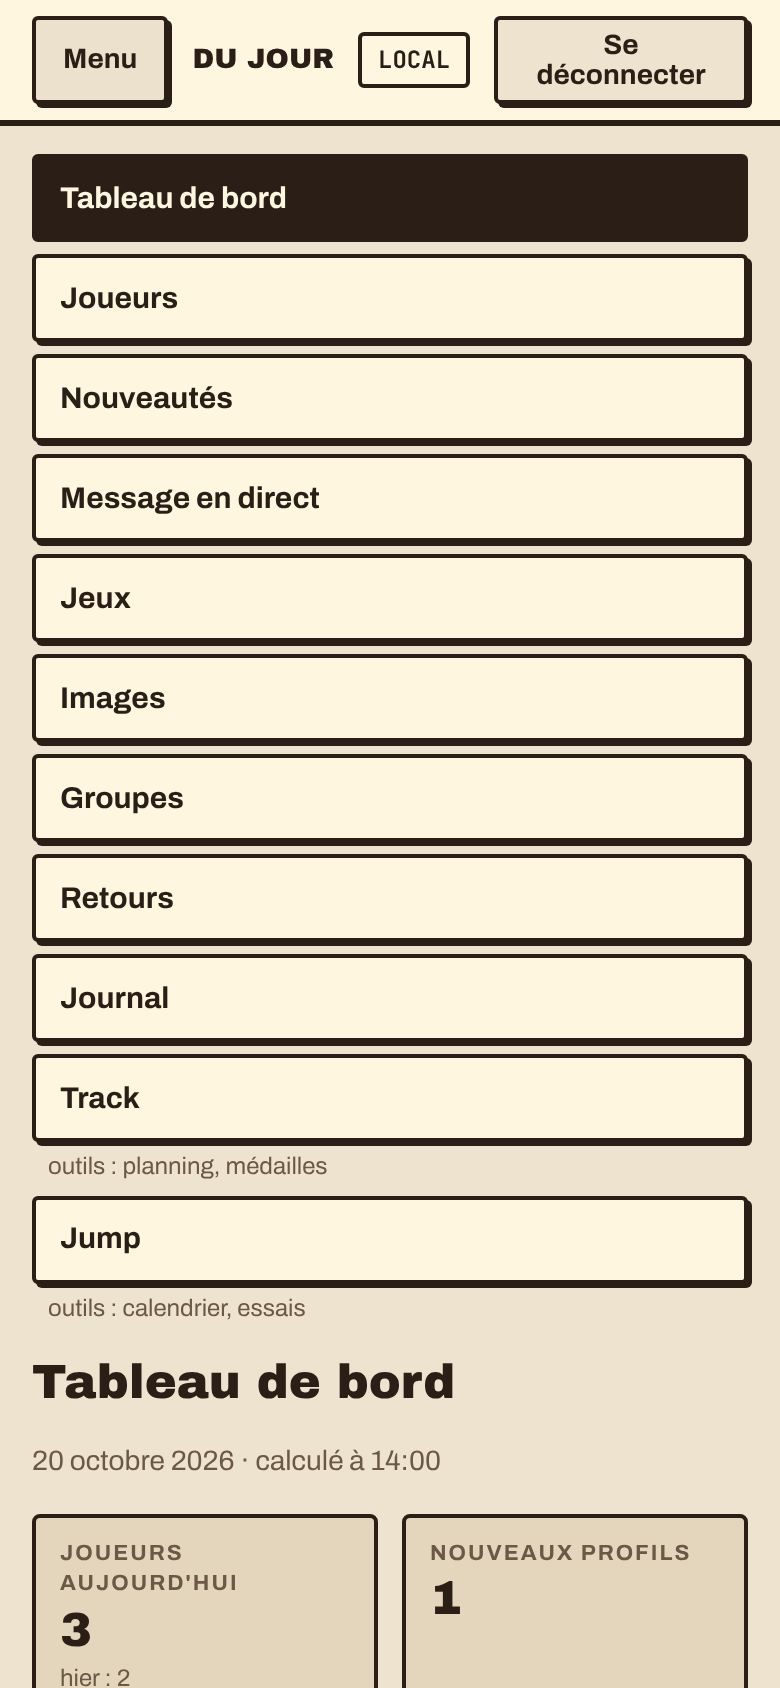 Menu
DU JOUR
LOCAL
Se
déconnecter
Tableau de bord
Joueurs
Nouveautés
Message en direct
Jeux
Images
Groupes
Retours
Journal
Track
outils : planning, médailles
Jump
outils : calendrier, essais
Tableau de bord
20 octobre 2026 · calculé à 14:00
JOUEURS
AUJOURD'HUI
3
hier : 2
NOUVEAUX PROFILS
1